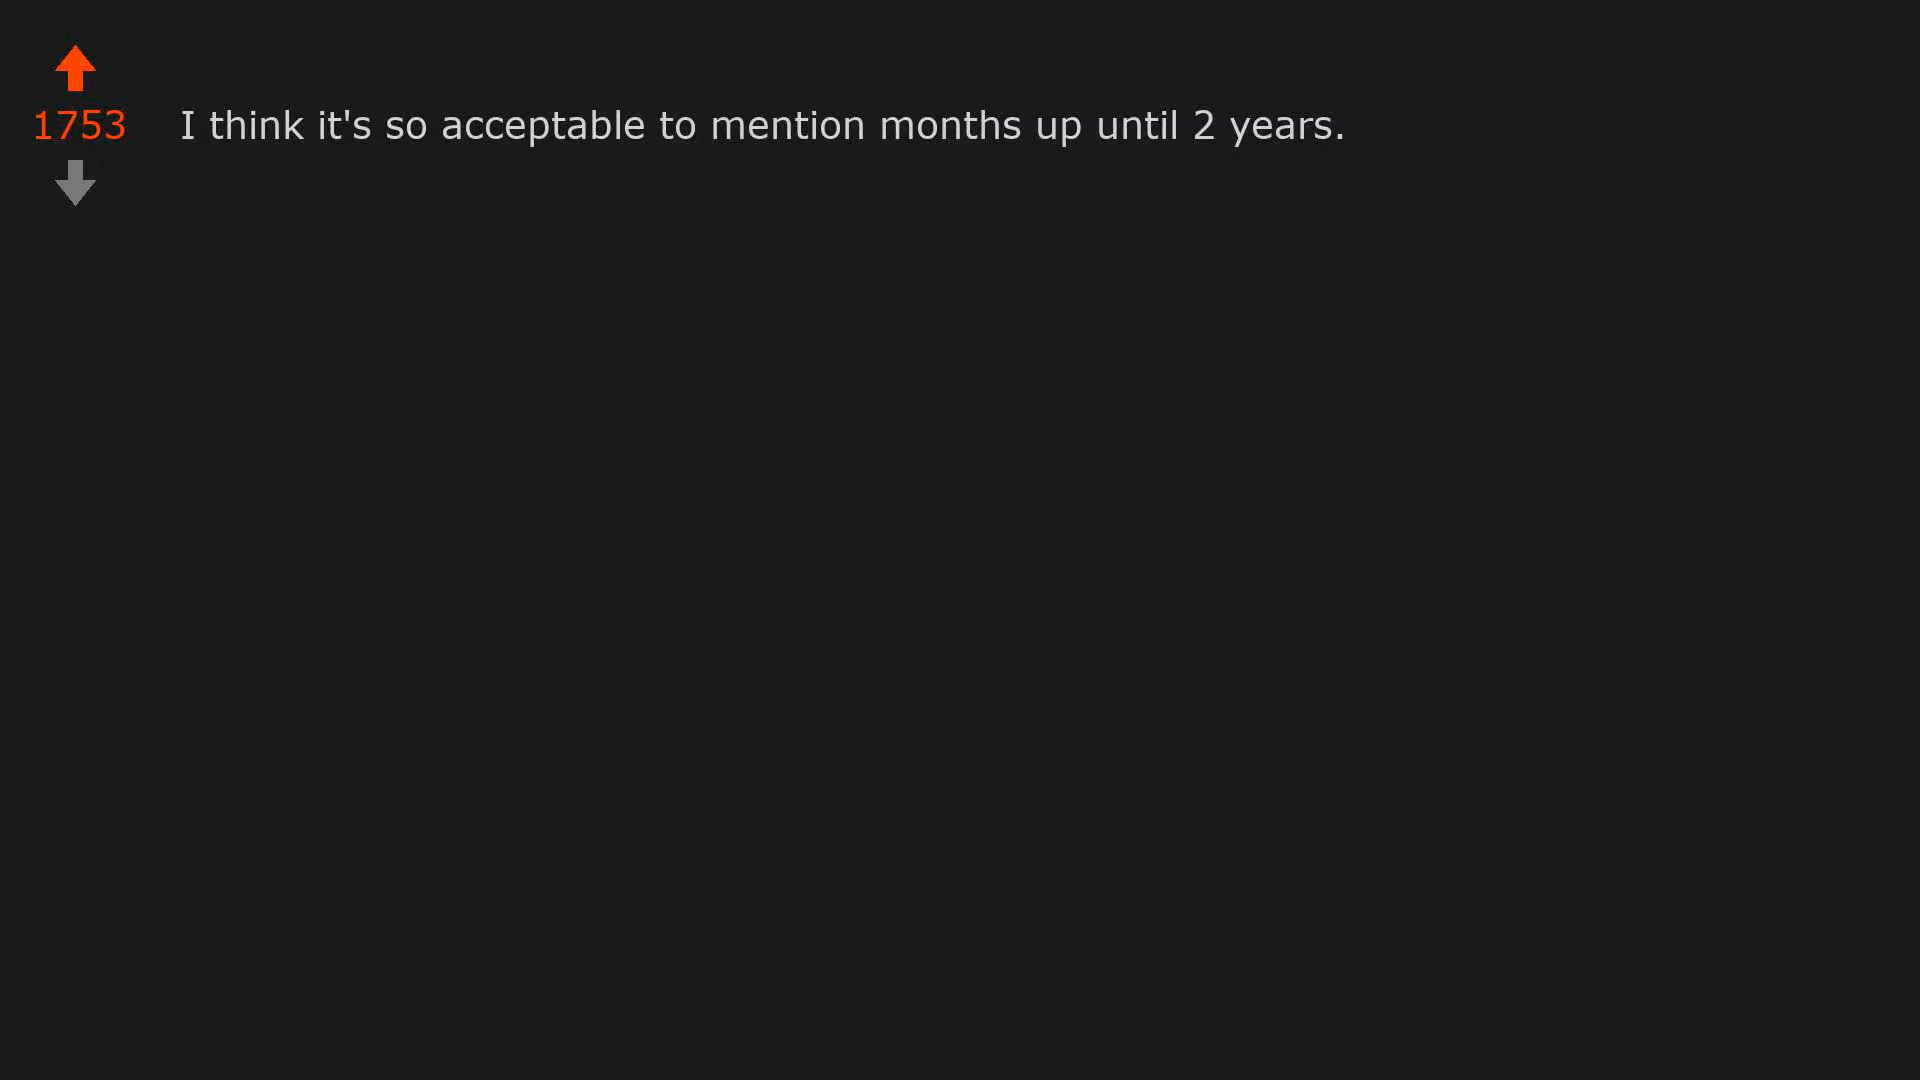 1753 I think it's so acceptable to mention months up until 2 years.